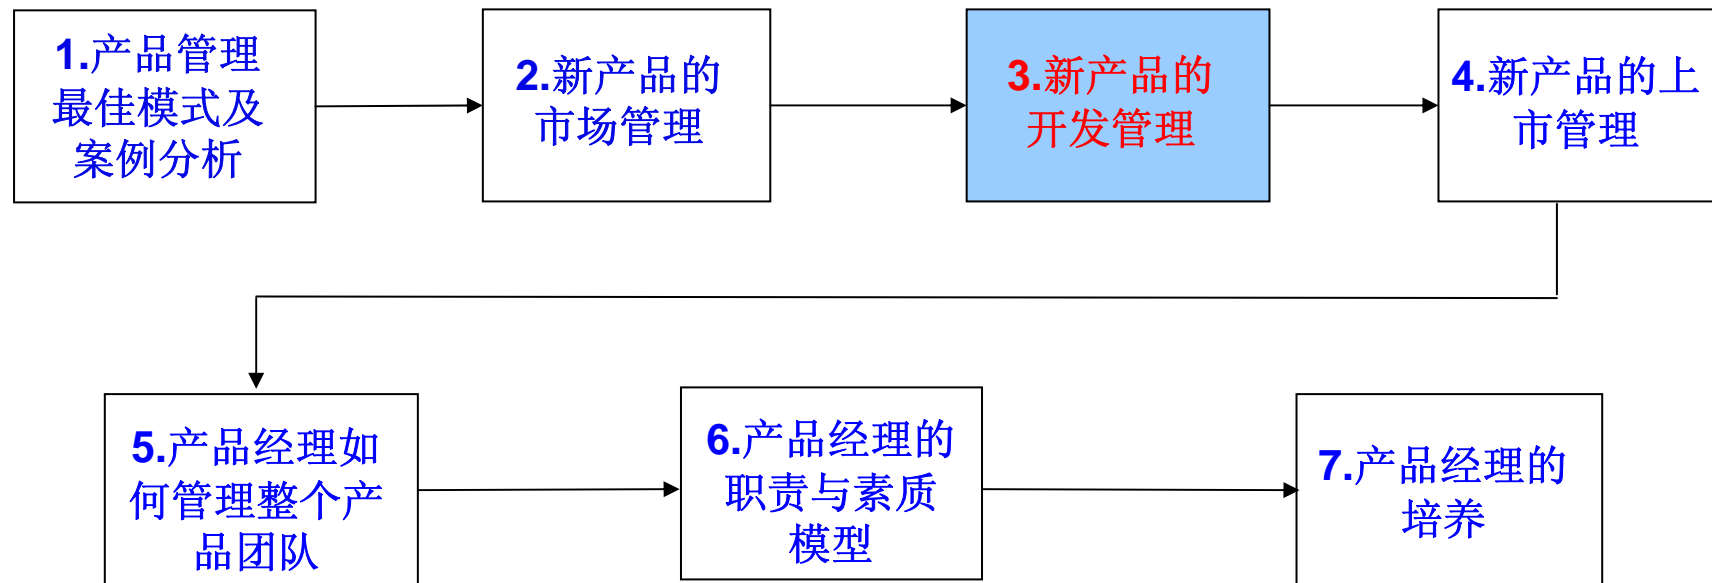 1.产品管理
最佳模式及
案例分析
2.新产品的
市场管理
3.新产品的
开发管理
4.新产品的上
市管理
5.产品经理如
何管理整个产
品团队
6.产品经理的
职责与素质
模型
7.产品经理的
培养